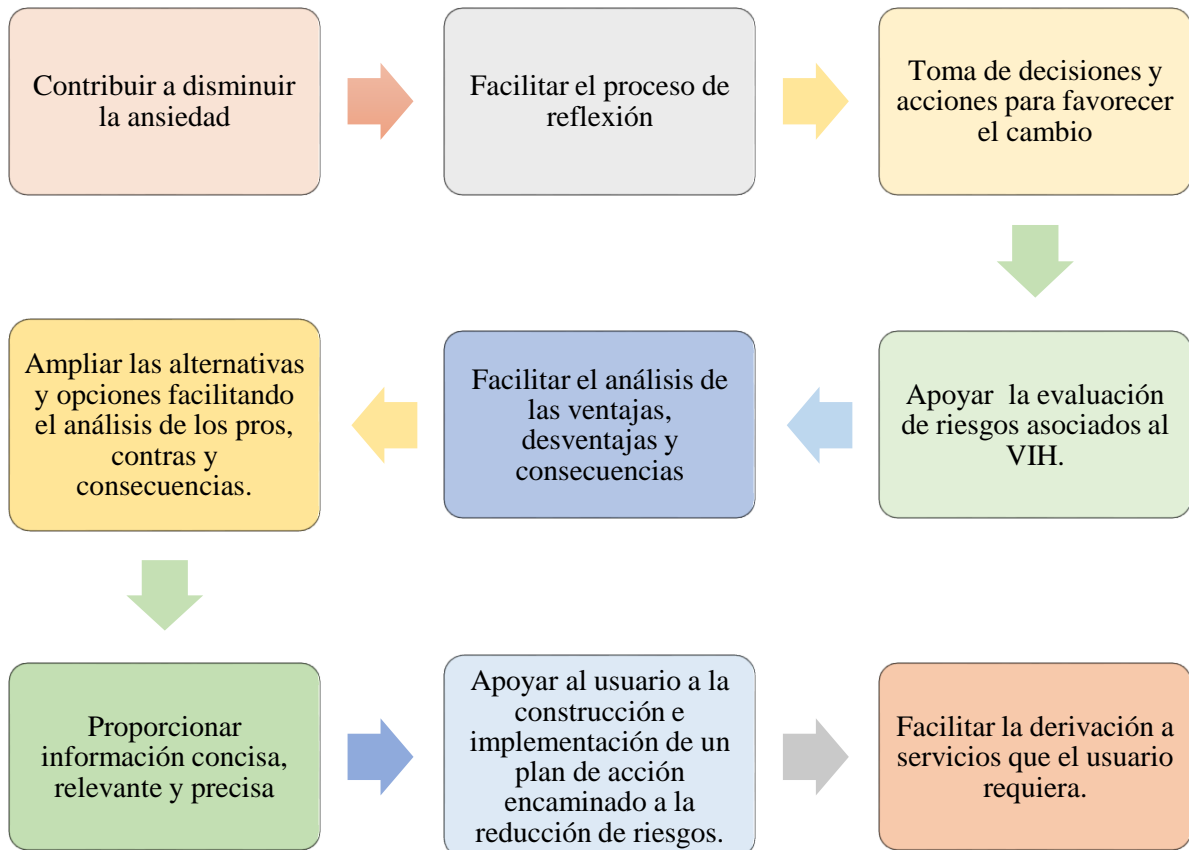 Contribuir a disminuir
la ansiedad
Facilitar el proceso de
reflexión
Toma de decisiones y
acciones para favorecer
el cambio
Apoyar  la evaluación
de riesgos asociados al
VIH.
Facilitar el análisis de
las ventajas,
desventajas y
consecuencias
Ampliar las alternativas
y opciones facilitando
el análisis de los pros,
contras y
consecuencias.
Proporcionar
información concisa,
relevante y precisa
Apoyar al usuario a la
construcción e
implementación de un
plan de acción
encaminado a la
reducción de riesgos.
Facilitar la derivación a
servicios que el usuario
requiera.